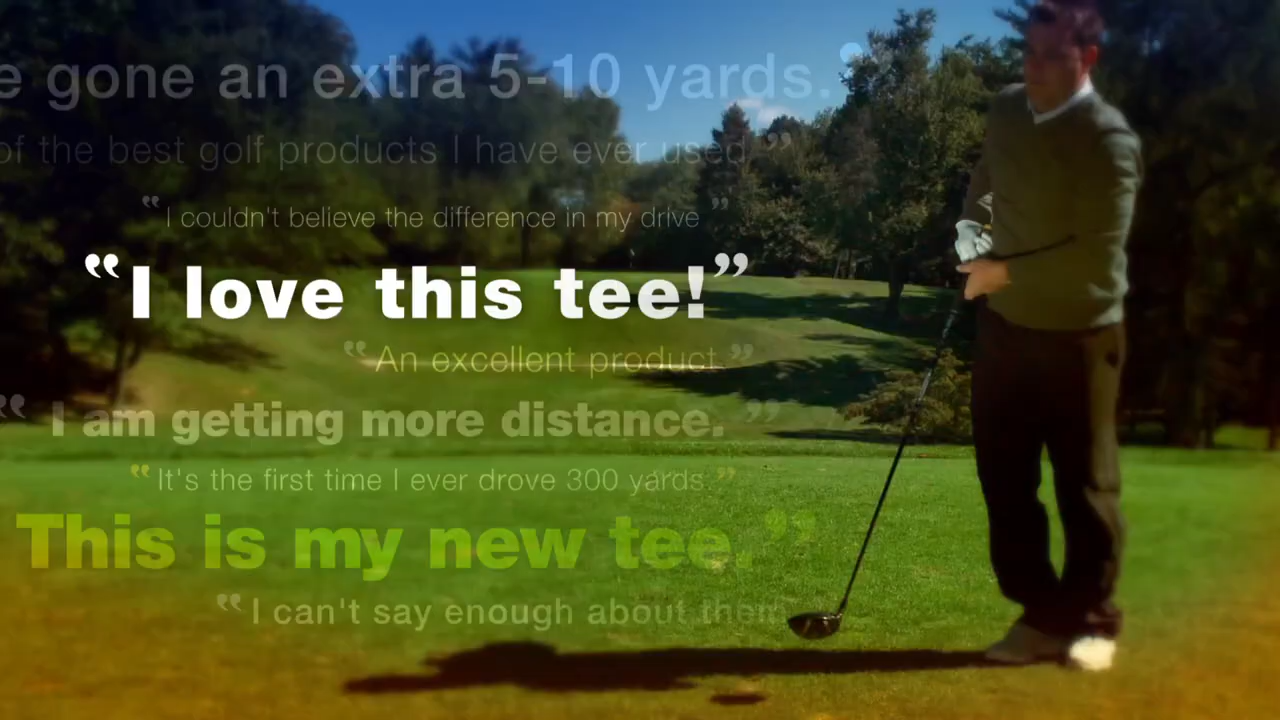 e gone an extra 5-10 yards.”
of the best golf products I have ever used”
“I couldn't believe the difference in my drive”
“I love this tee!”
“An excellent product.”
“I am getting more distance.”
“It's the first time I ever drove 300 yards.”
This is my new tee.”
“I can't say enough about them